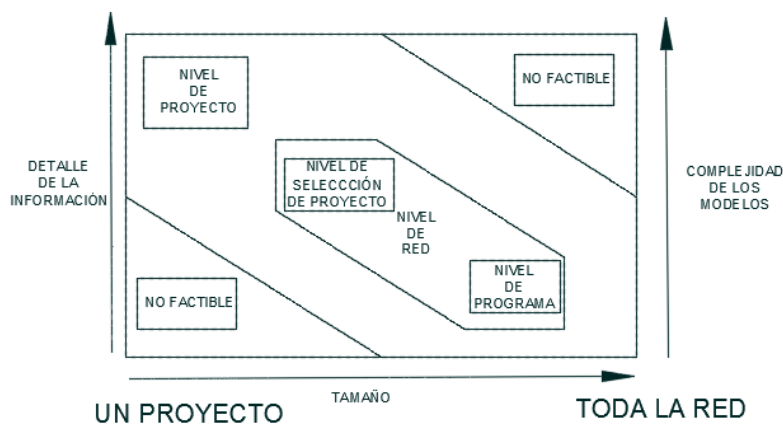 NIVEL
DE
PROYECTO
NO FACTIBLE
DETALLE
DE LA
INFORMACIÓN
NIVEL DE
SELECCCIÓN
DE PROYECTO
NIVEL
DE
RED
COMPLEJIDAD
DE LOS
MODELOS
NO FACTIBLE
NIVEL
DE
PROGRAMA
TAMAÑO
UN PROYECTO
TODA LA RED